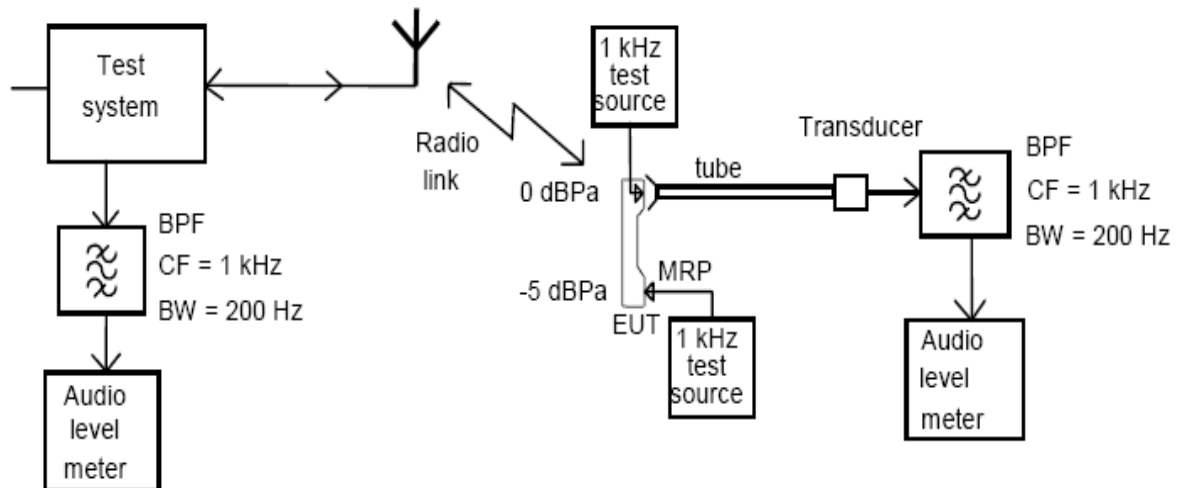 Test
system
BPF
CF = 1 kHz
BW = 200 Hz
Audio
level
meter
Radio
link
1 kHz
test
source
0 dBPa
-5 dBPa
tube
MRP
EUT
1 kHz
test
source
Transducer
BPF
CF = 1 kHz
BW = 200 Hz
Audio
level
meter